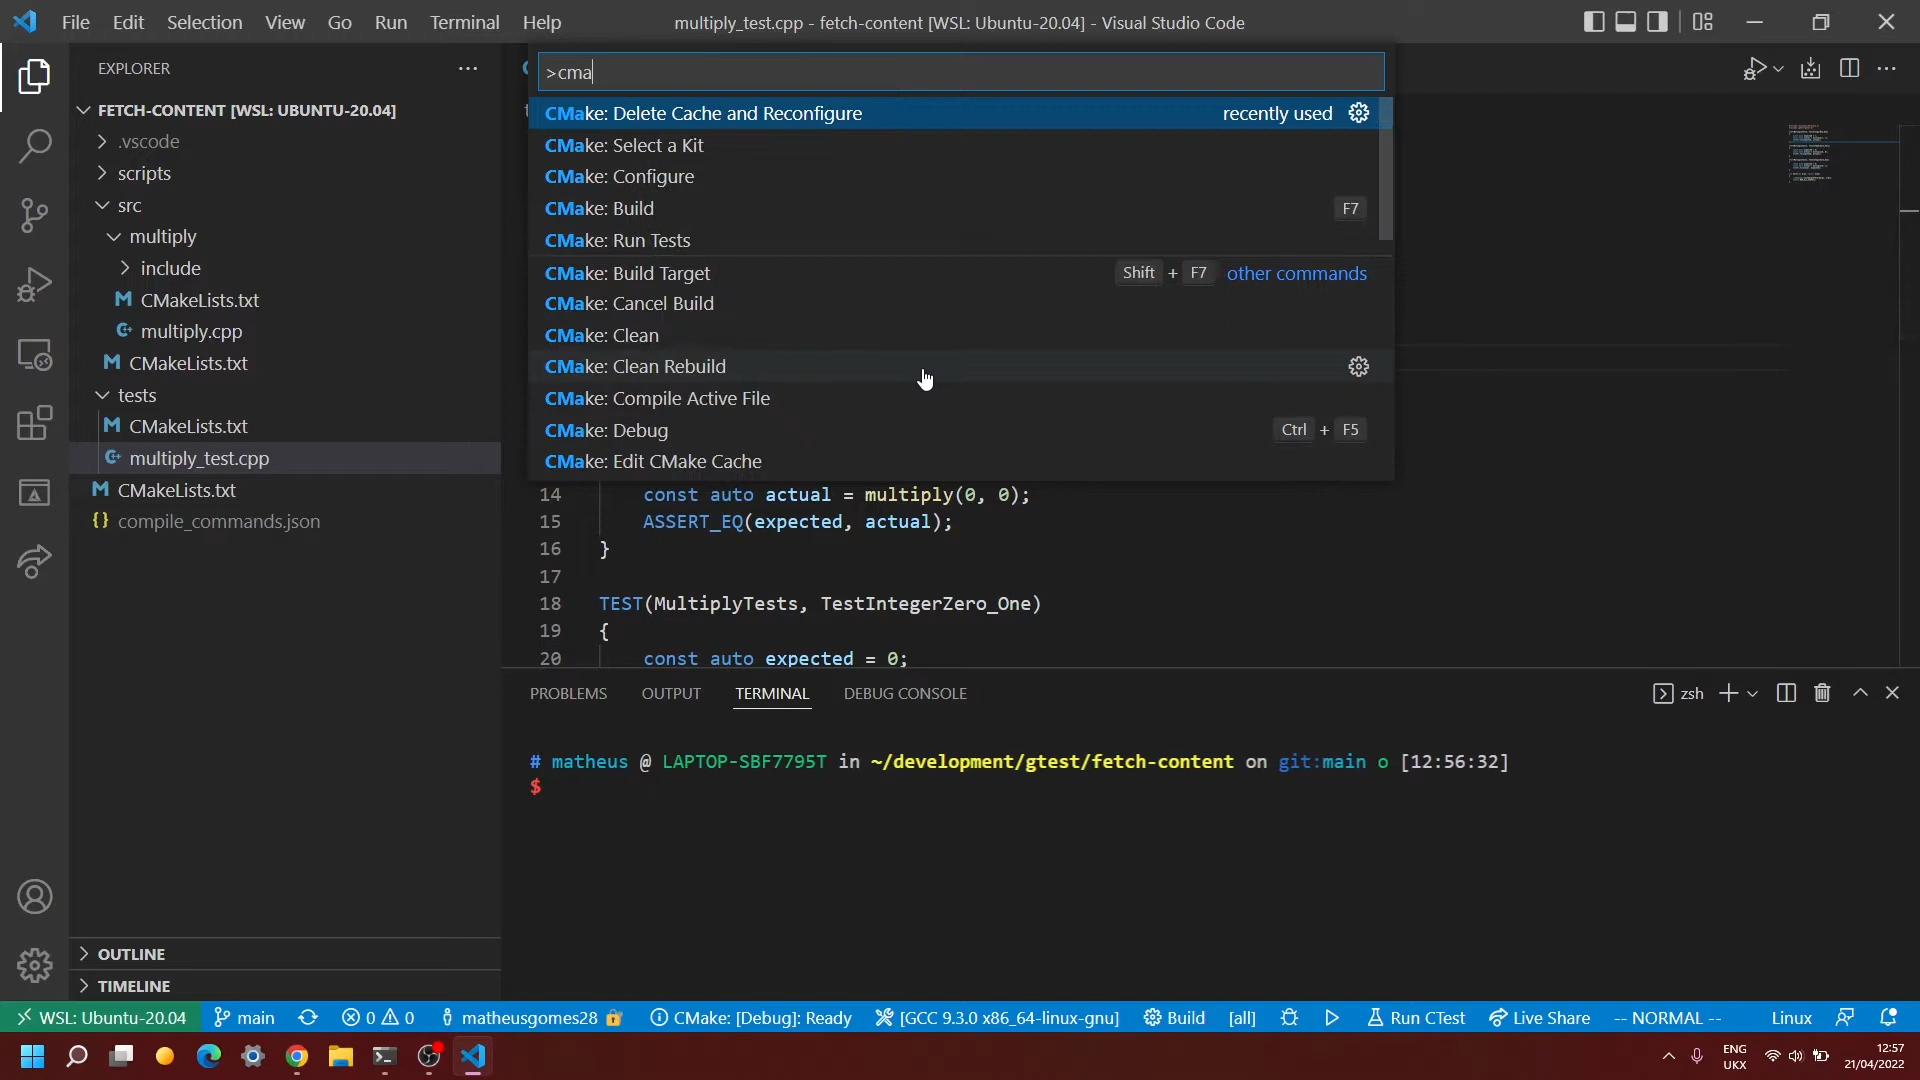 File Edit Selection View Go Run Terminal Help
multiply_test.cpp - fetch-content [WSL: Ubuntu-20.04] - Visual Studio Code
EXPLORER
FETCH-CONTENT [WSL: UBUNTU-20.04]
.vscode
scripts
src
multiply
include
CMakeLists.txt
multiply.cpp
CMakeLists.txt
tests
CMakeLists.txt
multiply_test.cpp
CMakeLists.txt
compile_commands.json
OUTLINE
TIMELINE
>cma
CMake: Delete Cache and Reconfigure recently used
CMake: Select a Kit
CMake: Configure
CMake: Build F7
CMake: Run Tests
CMake: Build Target Shift + F7 other commands
CMake: Cancel Build
CMake: Clean
CMake: Clean Rebuild
CMake: Compile Active File
CMake: Debug Ctrl + F5
CMake: Edit CMake Cache
14 const auto actual = multiply(0, 0);
15 ASSERT_EQ(expected, actual);
16 }
17
18 TEST(MultiplyTests, TestIntegerZero_One)
19 {
20 const auto expected = 0;
PROBLEMS OUTPUT TERMINAL DEBUG CONSOLE
zsh
# matheus @ LAPTOP-SBF7795T in ~/development/gtest/fetch-content on git:main o [12:56:32]
$
WSL: Ubuntu-20.04 main 0 0 matheusgomes28 CMake: [Debug]: Ready [GCC 9.3.0 x86_64-linux-gnu] Build [all] Run CTest Live Share -- NORMAL -- Linux
ENG
UKX
12:57
21/04/2022